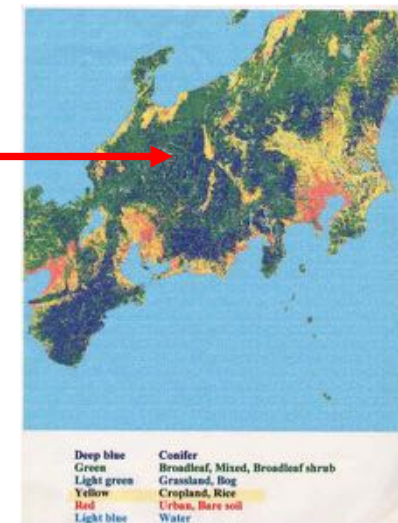 Deep blue Conifer
Green Broadleaf, Mixed, Broadleaf shrub
Light green Grassland, Bog
Yellow Cropland, Rice
Red Urban, Bare soil
Light blue Water